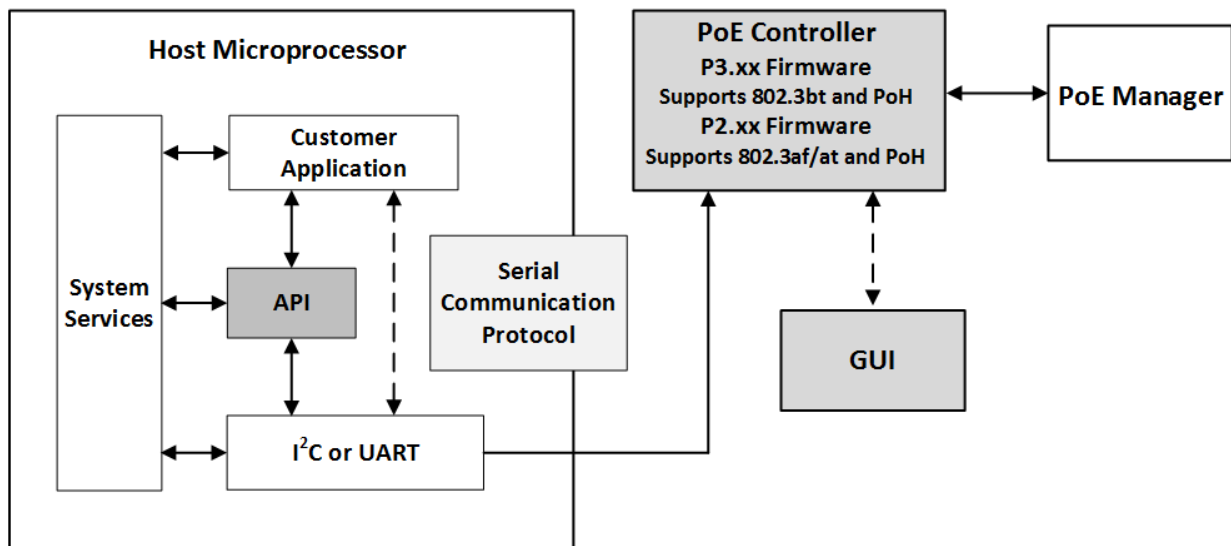 Host Microprocessor
System
Services
Customer
Application
API
I²C or UART
Serial
Communication
Protocol
PoE Controller
P3.xx Firmware
Supports 802.3bt and PoH
P2.xx Firmware
Supports 802.3af/at and PoH
PoE Manager
GUI